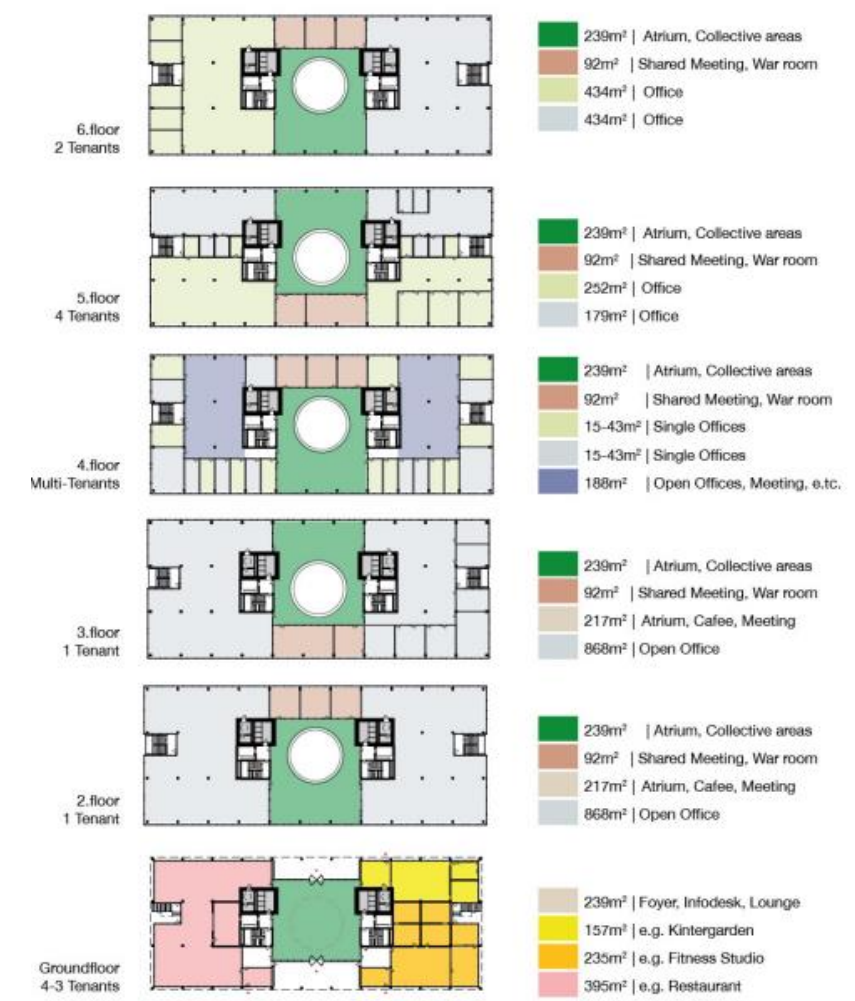 239m² | Atrium, Collective areas
92m² | Shared Meeting, War room
434m² | Office
434m² | Office
6.floor
2 Tenants
239m² | Atrium, Collective areas
92m² | Shared Meeting, War room
252m² | Office
179m² | Office
5.floor
4 Tenants
239m² | Atrium, Collective areas
92m² | Shared Meeting, War room
15-43m² | Single Offices
15-43m² | Single Offices
188m² | Open Offices, Meeting, e.tc.
4.floor
Multi-Tenants
239m² | Atrium, Collective areas
92m² | Shared Meeting, War room
217m² | Atrium, Cafee, Meeting
868m² | Open Office
3.floor
1 Tenant
239m² | Atrium, Collective areas
92m² | Shared Meeting, War room
217m² | Atrium, Cafee, Meeting
868m² | Open Office
2.floor
1 Tenant
239m² | Foyer, Infodesk, Lounge
157m² | e.g. Kintergarden
235m² | e.g. Fitness Studio
395m² | e.g. Restaurant
Groundfloor
4-3 Tenants